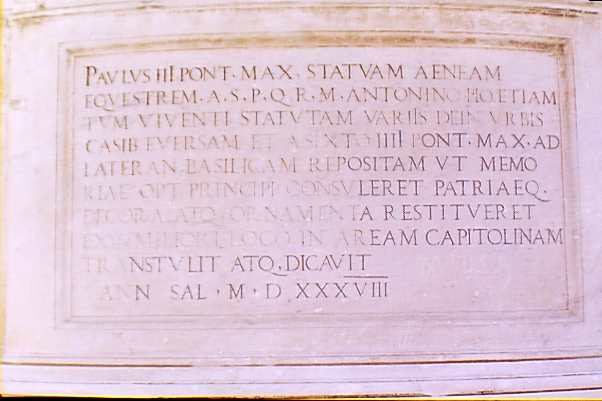 PAVLVS III PONT · MAX · STATVAM AENEAM
EQVESTREM · A · S · P · Q · R · M · ANTONINO PIO ETIAM
TVM VIVENTI STATVTAM VARIIS DEIN VRBIS
CASIB EVERSAM ET A SIXTO IIII PONT · MAX · AD
LATERAN · BASILICAM REPOSITAM VT MEMO
RIAE OPT PRINCIPI CONSVLERET PATRIAEQ ·
DECORA ATQ · ORNAMENTA RESTITVERET
EX HVMILIORI LOCO IN AREAM CAPITOLINAM
TRANSTVLIT ATQ · DICAVIT
ANN SAL · M · D XXXVIII